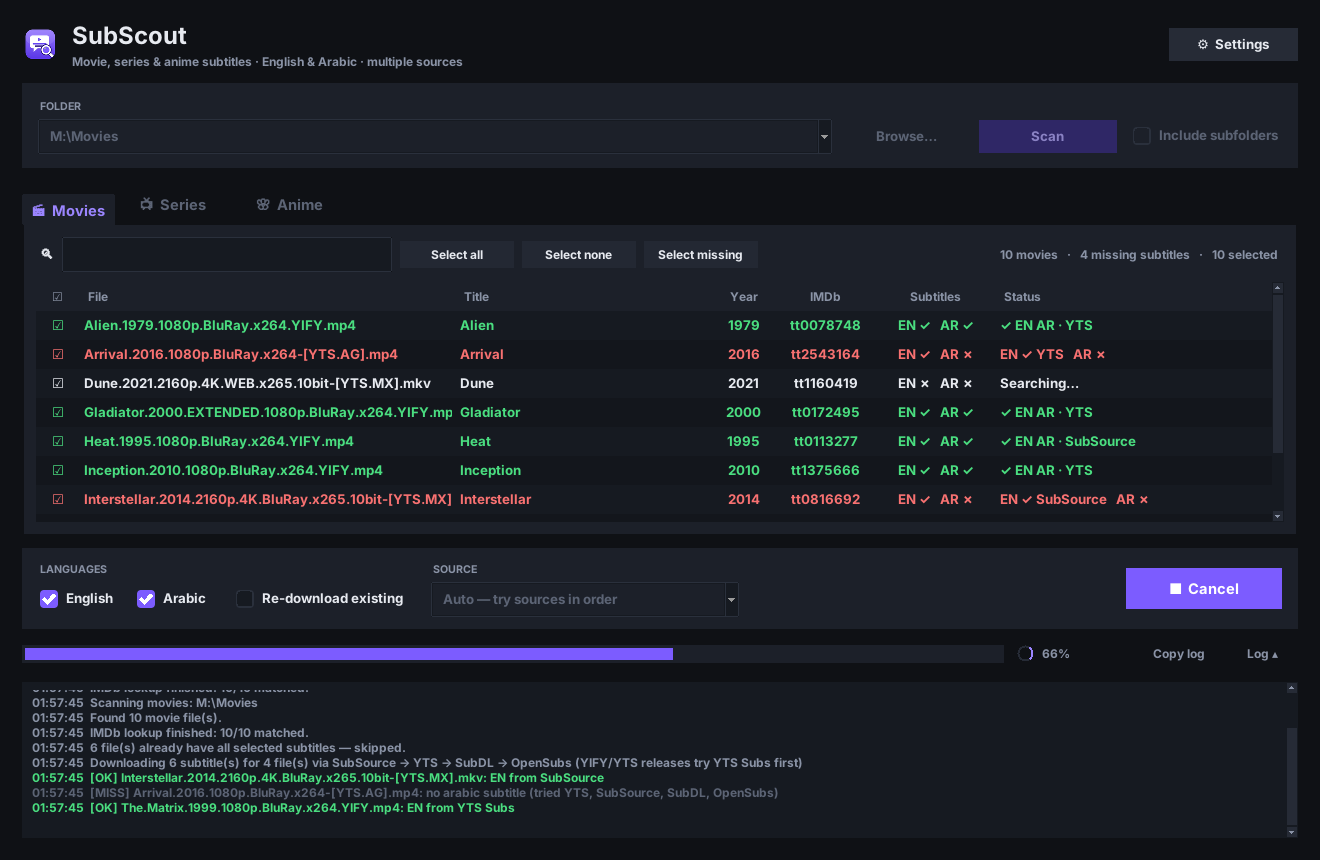 SubScout
Movie, series & anime subtitles · English & Arabic · multiple sources
⚙ Settings
FOLDER
M:\Movies
Browse...
Scan
Include subfolders
Movies
Series
Anime
Select all
Select none
Select missing
10 movies · 4 missing subtitles · 10 selected
☑ File Title Year IMDb Subtitles Status
☑ Alien.1979.1080p.BluRay.x264.YIFY.mp4 Alien 1979 tt0078748 EN ✓ AR ✓ ✓ EN AR · YTS
☑ Arrival.2016.1080p.BluRay.x264-[YTS.AG].mp4 Arrival 2016 tt2543164 EN ✓ AR × EN ✓ YTS AR ×
☑ Dune.2021.2160p.4K.WEB.x265.10bit-[YTS.MX].mkv Dune 2021 tt1160419 EN × AR × Searching...
☑ Gladiator.2000.EXTENDED.1080p.BluRay.x264.YIFY.mp Gladiator 2000 tt0172495 EN ✓ AR ✓ ✓ EN AR · YTS
☑ Heat.1995.1080p.BluRay.x264.YIFY.mp4 Heat 1995 tt0113277 EN ✓ AR ✓ ✓ EN AR · SubSource
☑ Inception.2010.1080p.BluRay.x264.YIFY.mp4 Inception 2010 tt1375666 EN ✓ AR ✓ ✓ EN AR · YTS
☑ Interstellar.2014.2160p.4K.BluRay.x265.10bit-[YTS.MX] Interstellar 2014 tt0816692 EN ✓ AR × EN ✓ SubSource AR ×
LANGUAGES
English
Arabic
Re-download existing
SOURCE
Auto — try sources in order
■ Cancel
66%
Copy log
Log ▴
01:57:45 IMDb lookup finished: 10/10 matched.
01:57:45 Scanning movies: M:\Movies
01:57:45 Found 10 movie file(s).
01:57:45 IMDb lookup finished: 10/10 matched.
01:57:45 6 file(s) already have all selected subtitles — skipped.
01:57:45 Downloading 6 subtitle(s) for 4 file(s) via SubSource → YTS → SubDL → OpenSubs (YIFY/YTS releases try YTS Subs first)
01:57:45 [OK] Interstellar.2014.2160p.4K.BluRay.x265.10bit-[YTS.MX].mkv: EN from SubSource
01:57:45 [MISS] Arrival.2016.1080p.BluRay.x264-[YTS.AG].mp4: no arabic subtitle (tried YTS, SubSource, SubDL, OpenSubs)
01:57:45 [OK] The.Matrix.1999.1080p.BluRay.x264.YIFY.mp4: EN from YTS Subs